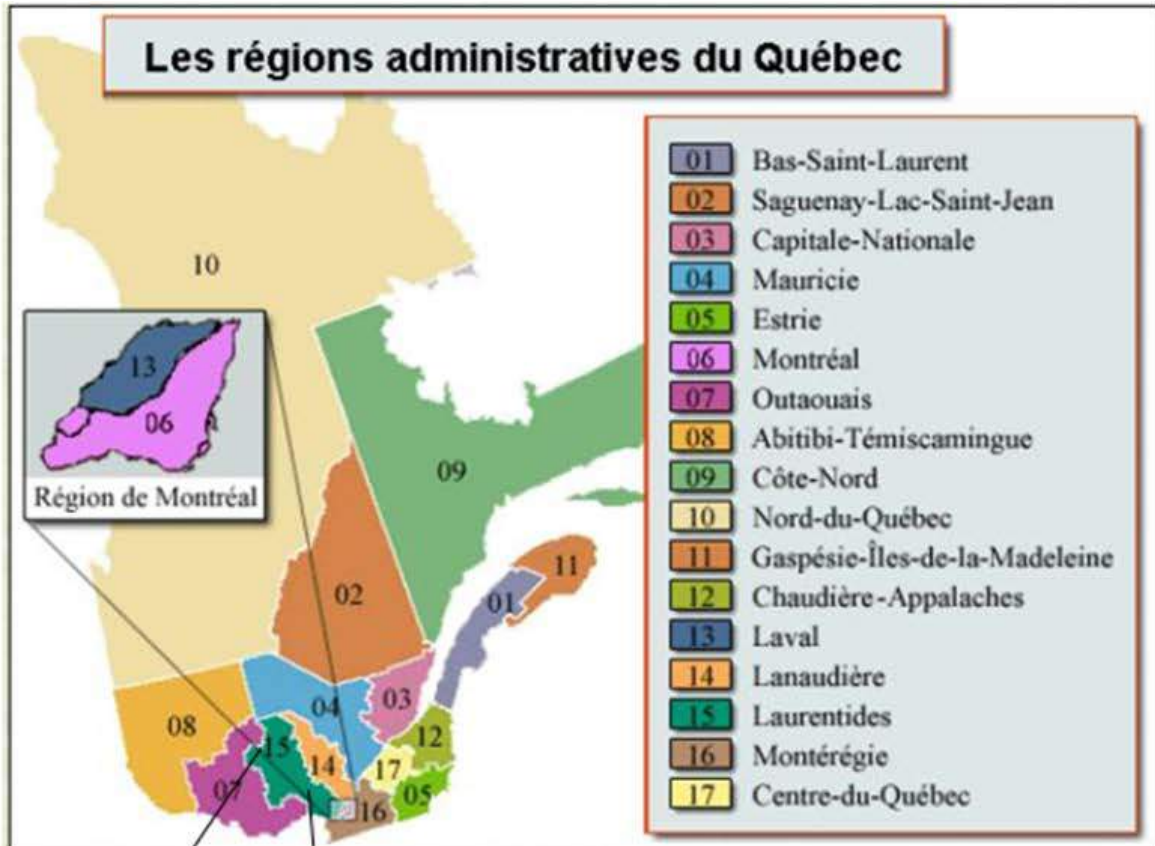 Les régions administratives du Québec
01 Bas-Saint-Laurent
02 Saguenay-Lac-Saint-Jean
03 Capitale-Nationale
04 Mauricie
05 Estrie
06 Montréal
07 Outaouais
08 Abitibi-Témiscamingue
09 Côte-Nord
10 Nord-du-Québec
11 Gaspésie-Îles-de-la-Madeleine
12 Chaudière-Appalaches
13 Laval
14 Lanaudière
15 Laurentides
16 Montérégie
17 Centre-du-Québec
10
13
06
Région de Montréal
09
11
02
01
04
03
08
15
14
12
17
07
16
05